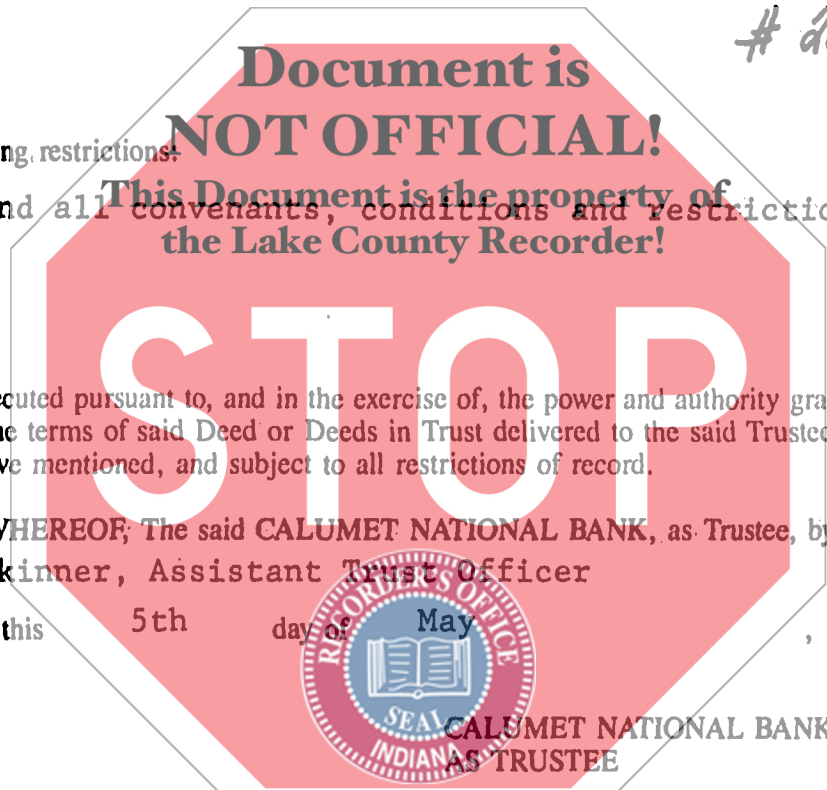 Document is
NOT OFFICIAL!
ng restrictions:
This Document is the property of
nd all convenants, conditions and restrictio
the Lake County Recorder!
STOP
cuted pursuant to, and in the exercise of, the power and authority gra
e terms of said Deed or Deeds in Trust delivered to the said Trustee
ve mentioned, and subject to all restrictions of record.
WHEREOF; The said CALUMET NATIONAL BANK, as Trustee, by
kinner, Assistant Trust Officer
this 5th day of May ,
RECORDER'S OFFICE
SEAL
INDIANA
CALUMET NATIONAL BANK
AS TRUSTEE